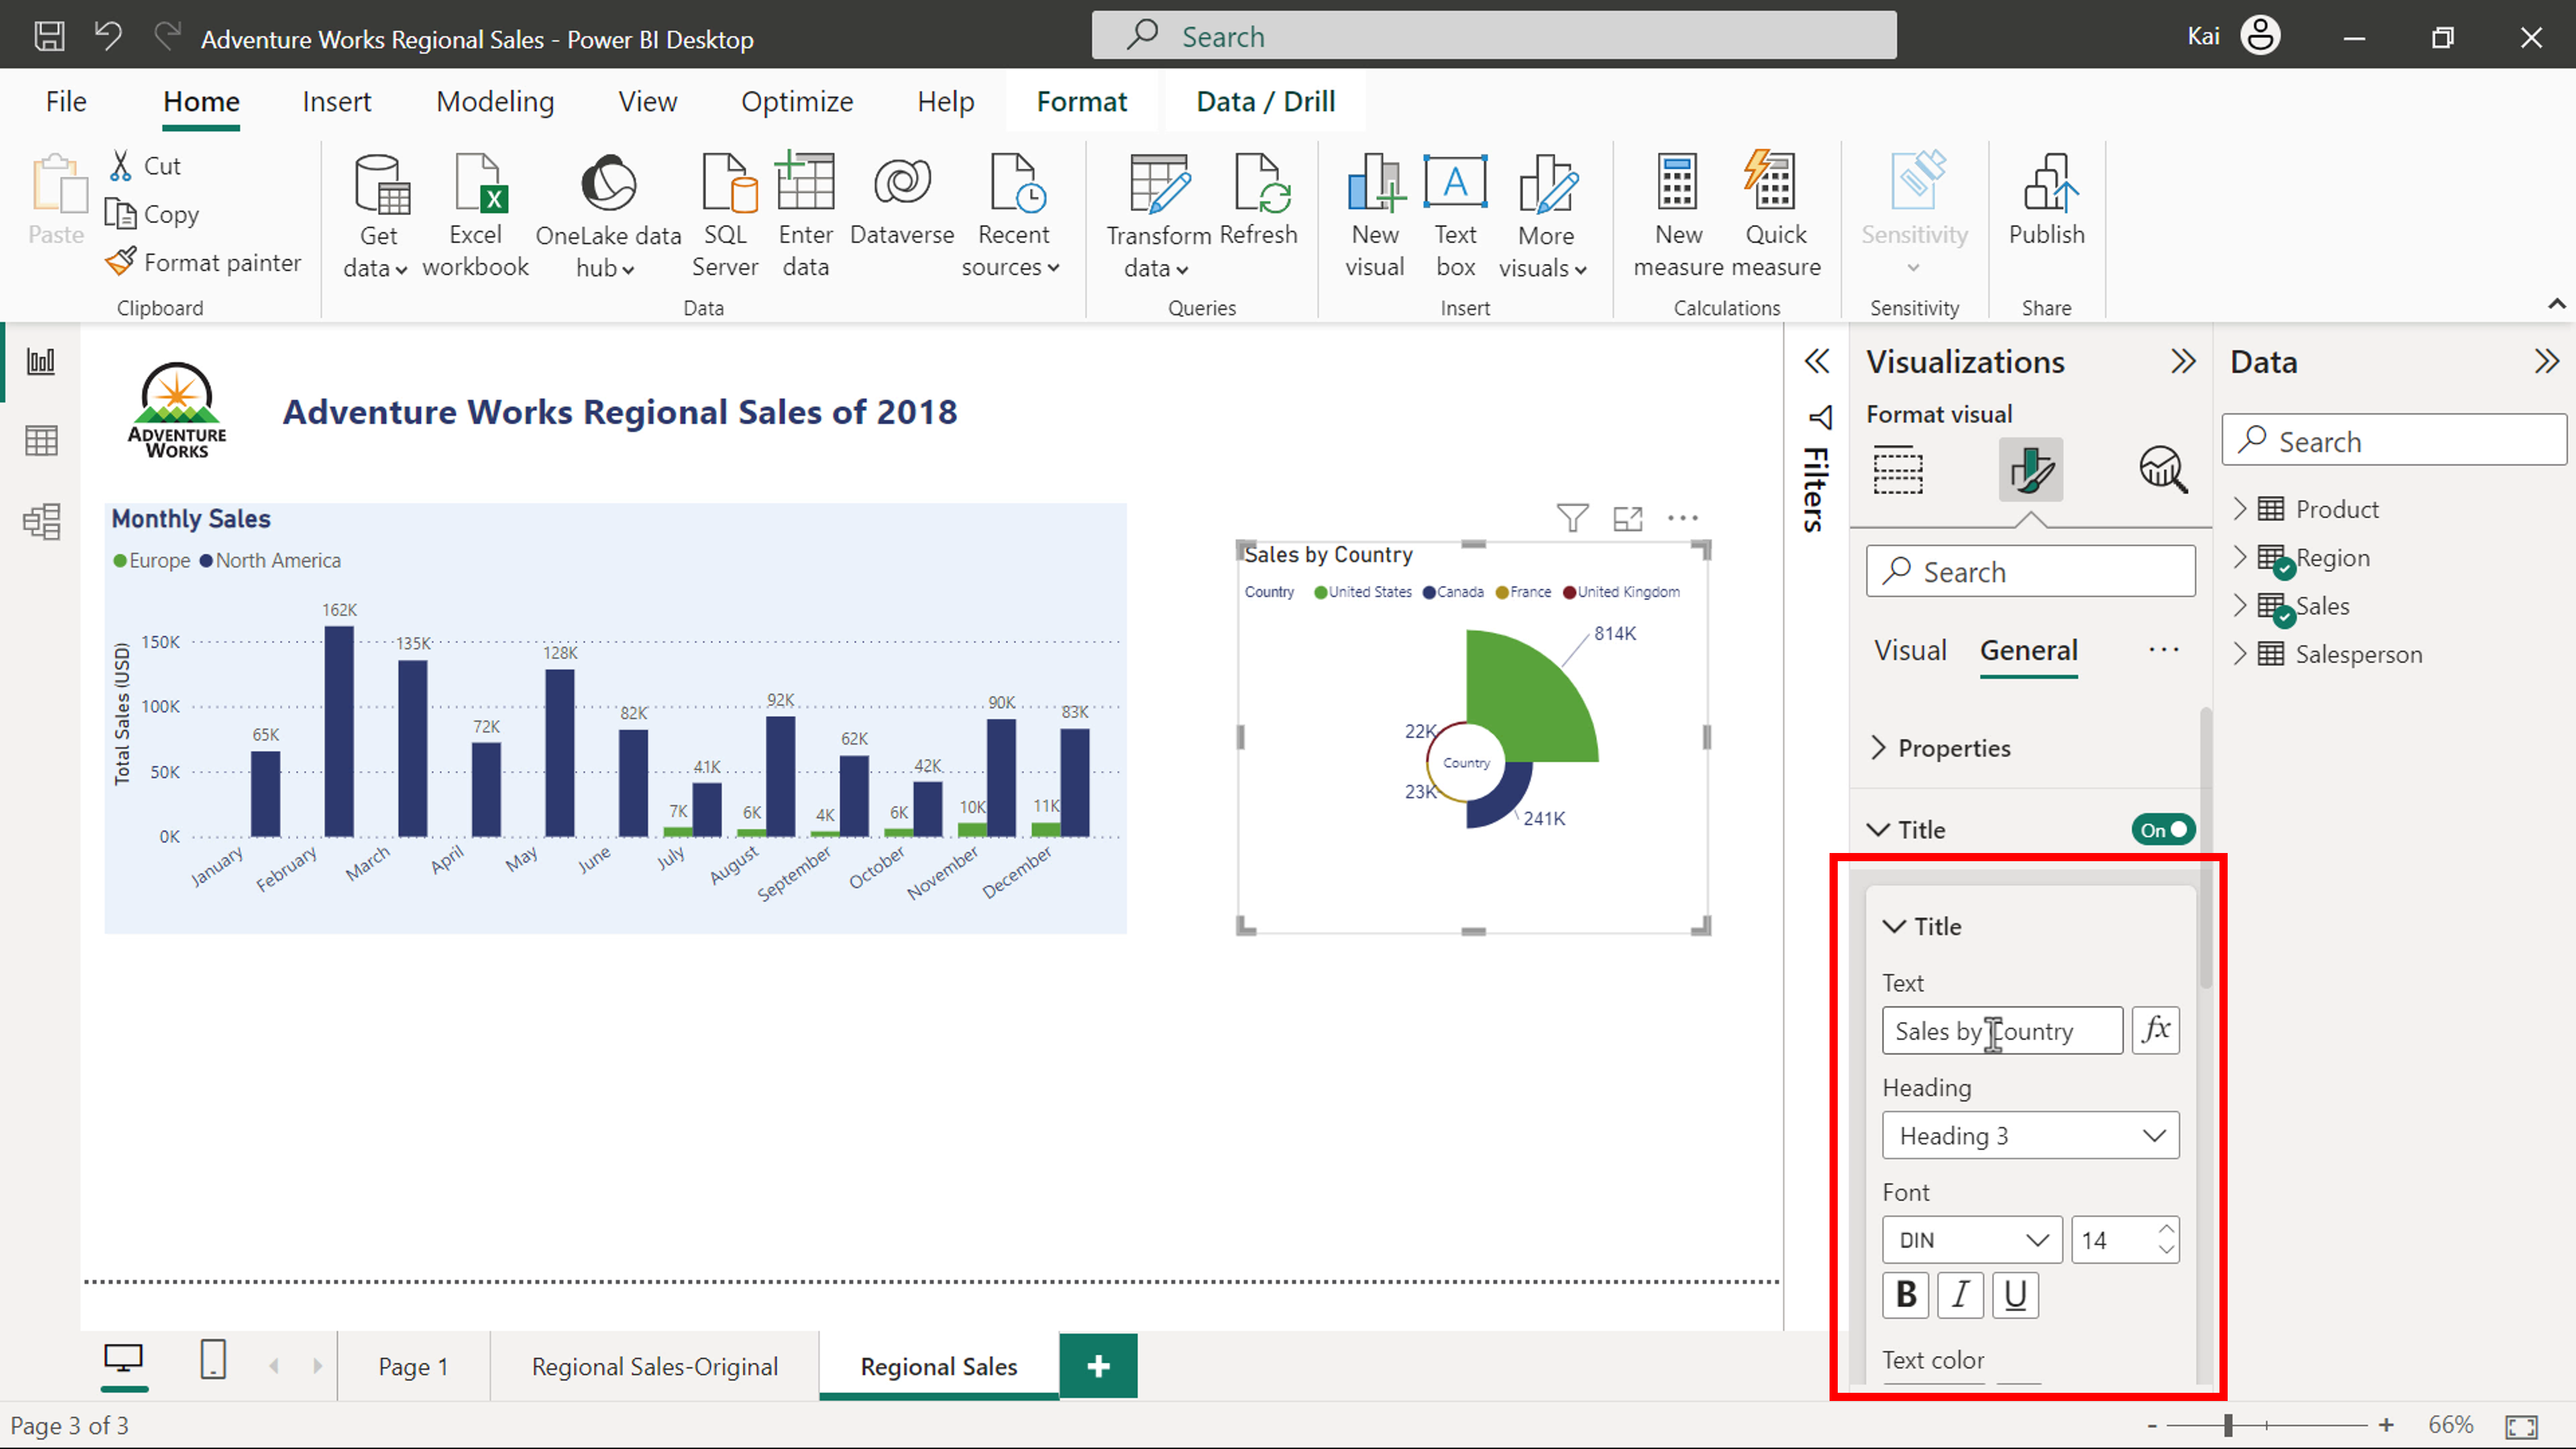 Adventure Works Regional Sales - Power BI Desktop
Search
Kai
File
Home
Insert
Modeling
View
Optimize
Help
Format
Data / Drill
Paste
Cut
Copy
Format painter
Clipboard
Get data
Excel workbook
OneLake data hub
SQL Server
Enter data
Dataverse
Recent sources
Data
Transform data
Refresh
Queries
New visual
Text box
More visuals
Insert
New measure
Quick measure
Calculations
Sensitivity
Sensitivity
Publish
Share
ADVENTURE
WORKS
Adventure Works Regional Sales of 2018
Monthly Sales
Europe North America
Total Sales (USD)
150K
100K
50K
0K
65K
162K
135K
72K
128K
82K
7K
41K
6K
92K
4K
62K
6K
42K
10K
90K
11K
83K
January
February
March
April
May
June
July
August
September
October
November
December
Sales by Country
Country United States Canada France United Kingdom
814K
22K
Country
23K
241K
Filters
Visualizations
Format visual
Search
Visual
General
Properties
Title
On
Title
Text
Sales by Country
fx
Heading
Heading 3
Font
DIN
14
B I U
Text color
Data
Search
Product
Region
Sales
Salesperson
Page 1
Regional Sales-Original
Regional Sales
+
Page 3 of 3
- + 66%